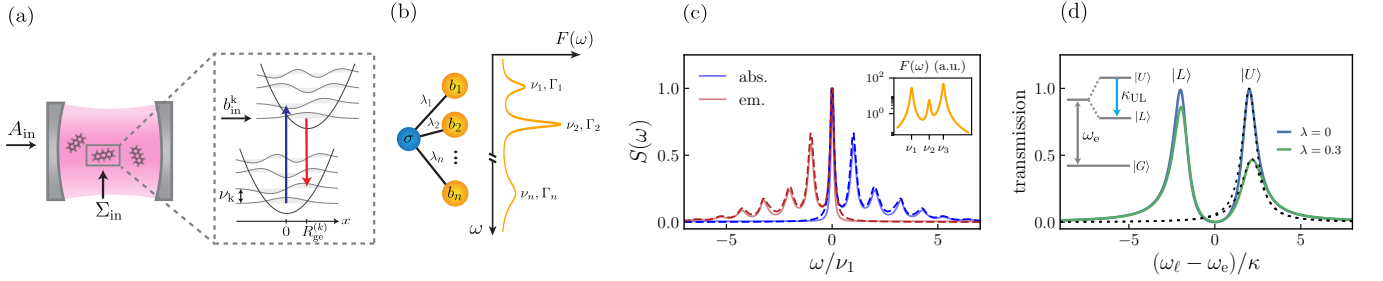 (a)
A_in
Σ_in
b_in^k
ν_k
0
R_ge^(k)
x
(b)
F(ω)
b_1
b_2
b_n
σ
λ_1
λ_2
λ_n
ν_1, Γ_1
ν_2, Γ_2
ν_n, Γ_n
ω
(c)
S(ω)
1.0
0.5
0.0
abs.
em.
F(ω) (a.u.)
10^2
10^0
ν_1 ν_2 ν_3
−5 0 5
ω/ν_1
(d)
transmission
1.0
0.5
0.0
|L⟩ |U⟩
|U⟩
κ_UL
|L⟩
ω_e
|G⟩
λ = 0
λ = 0.3
−5 0 5
(ω_ℓ − ω_e)/κ